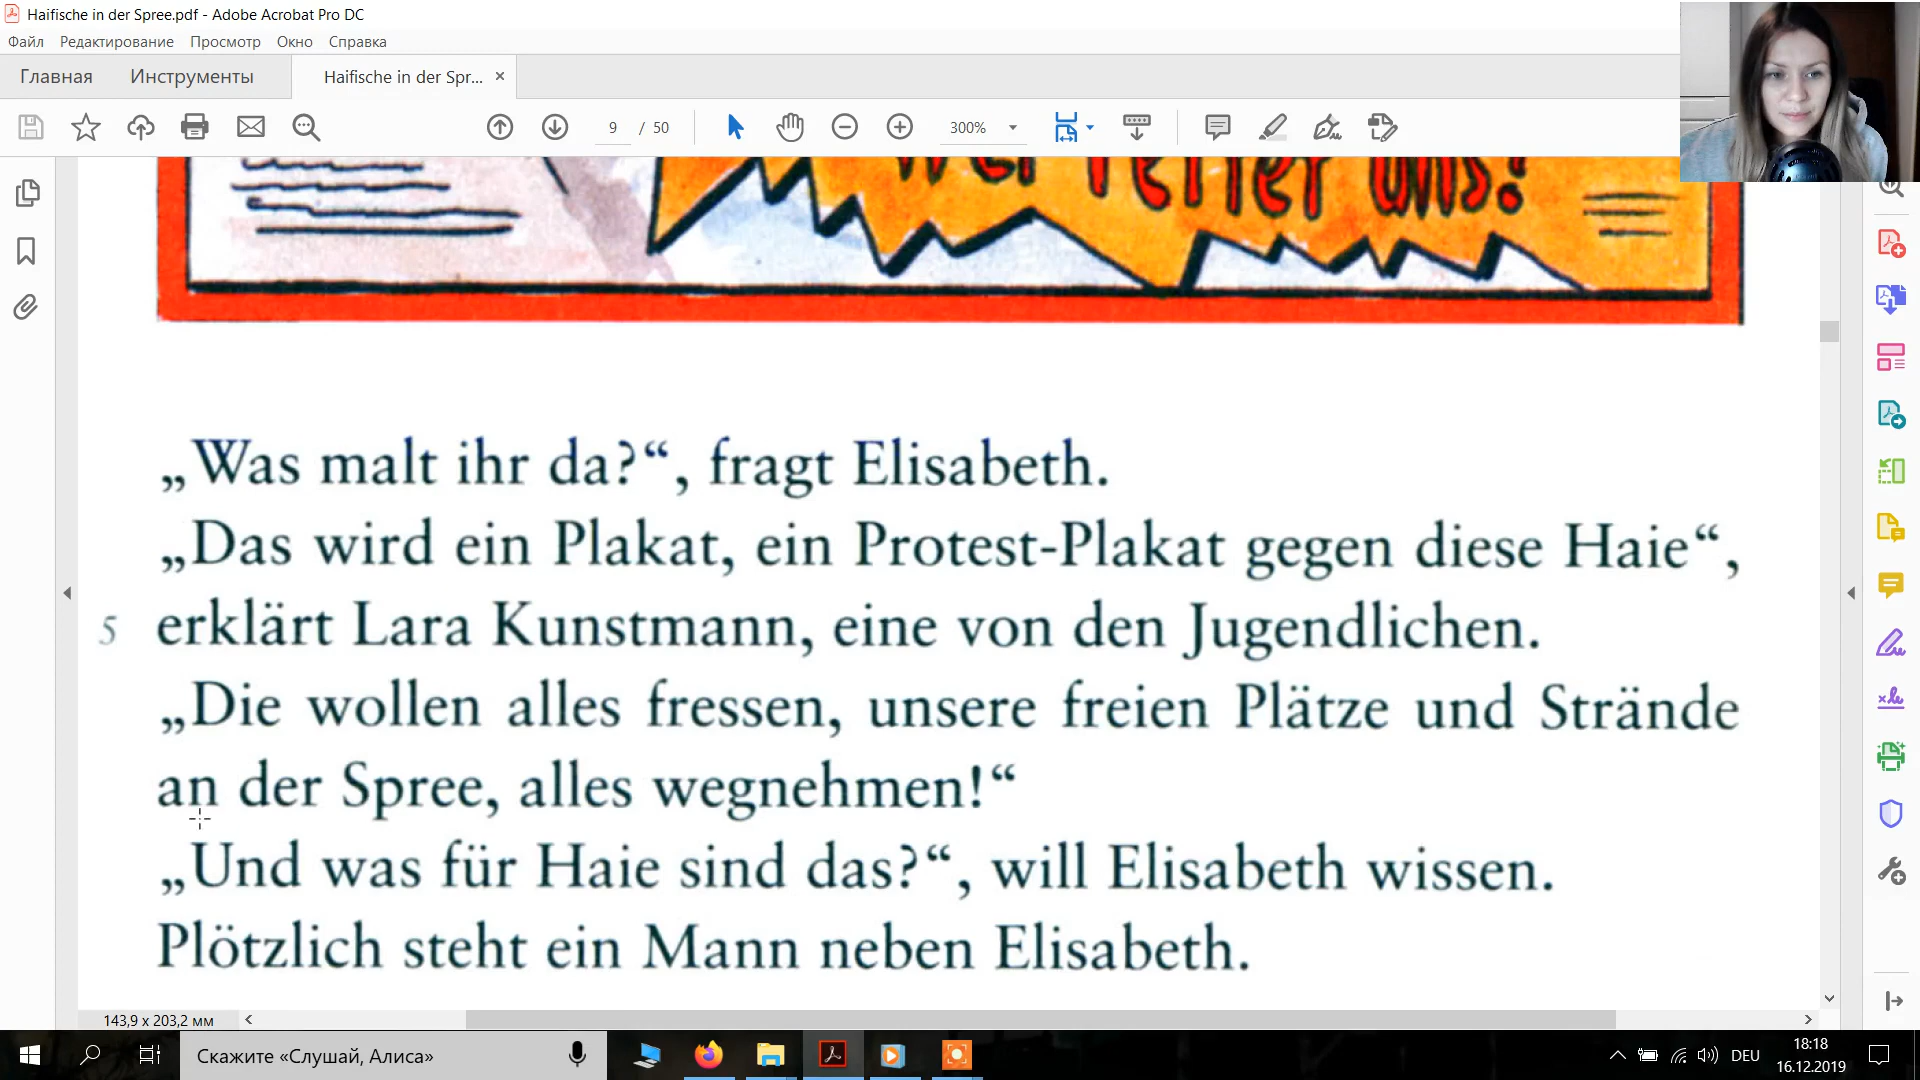 Haifische in der Spree.pdf - Adobe Acrobat Pro DC
Файл Редактирование Просмотр Окно Справка
Главная Инструменты Haifische in der Spr... ×
9 / 50 300%
Wer rettet uns?
„Was malt ihr da?“, fragt Elisabeth.
„Das wird ein Plakat, ein Protest-Plakat gegen diese Haie“,
5 erklärt Lara Kunstmann, eine von den Jugendlichen.
„Die wollen alles fressen, unsere freien Plätze und Strände
an der Spree, alles wegnehmen!“
„Und was für Haie sind das?“, will Elisabeth wissen.
Plötzlich steht ein Mann neben Elisabeth.
143,9 x 203,2 мм
Скажите «Слушай, Алиса»
DEU
18:18
16.12.2019